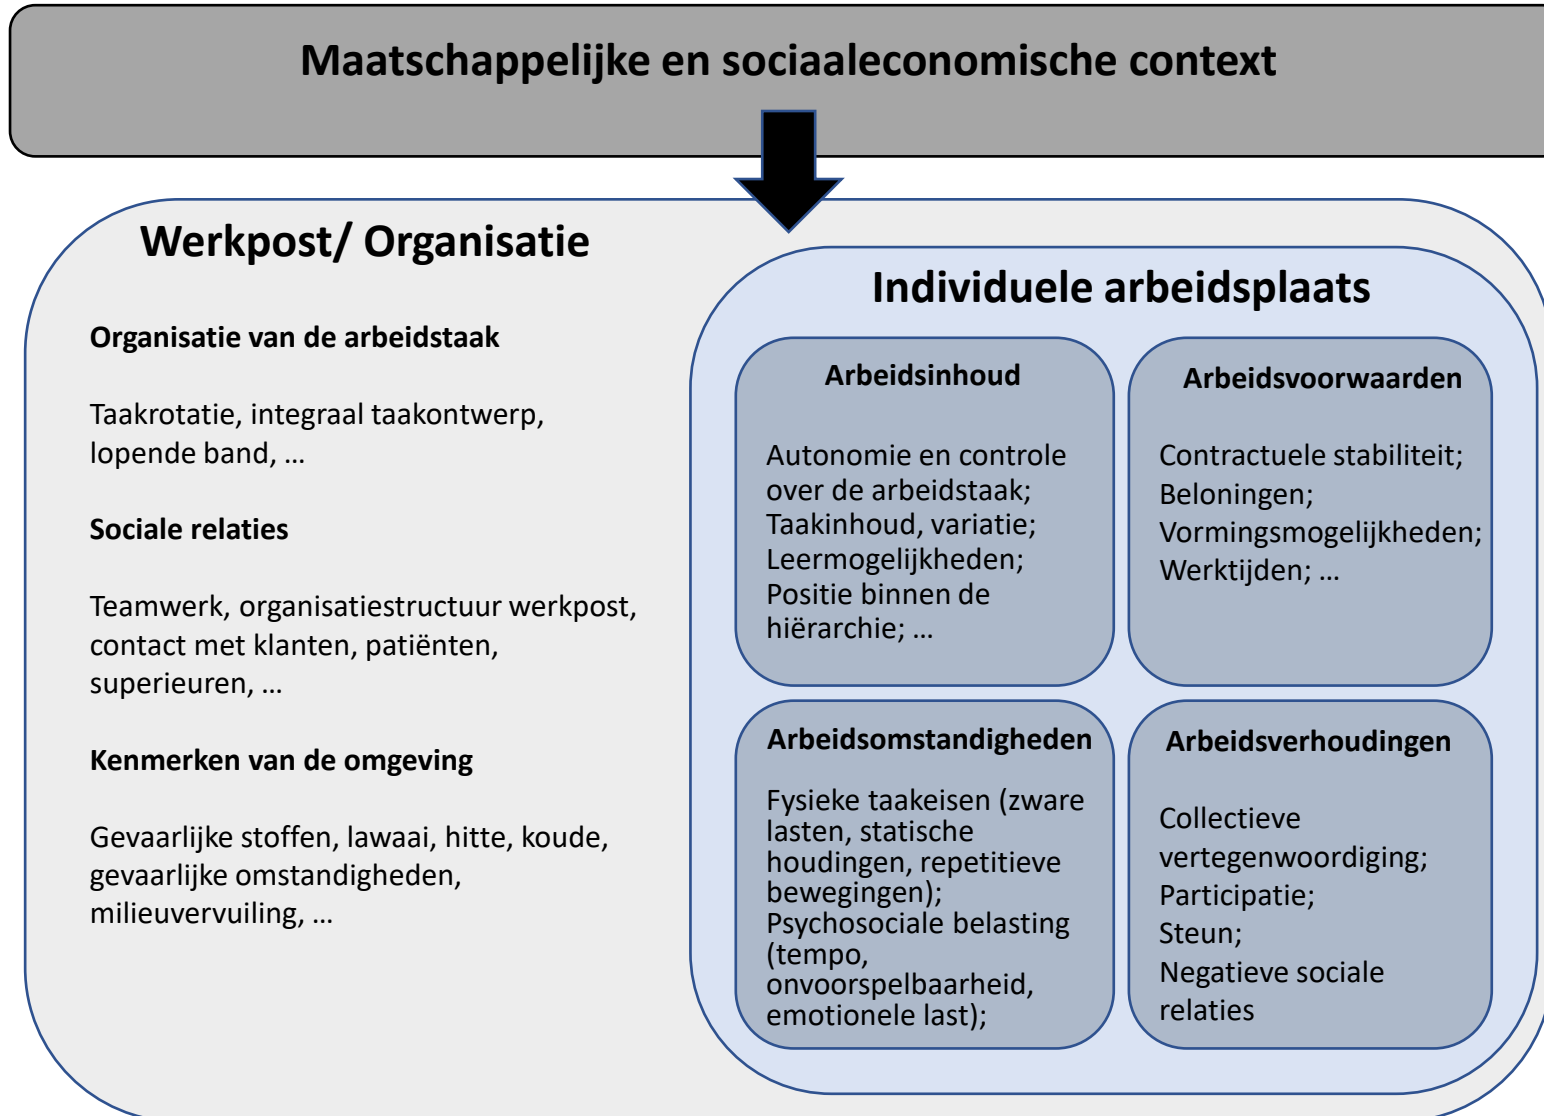 Maatschappelijke en sociaaleconomische context
Werkpost/ Organisatie
Organisatie van de arbeidstaak
Taakrotatie, integraal taakontwerp,
lopende band, ...
Sociale relaties
Teamwerk, organisatiestructuur werkpost,
contact met klanten, patiënten,
superieuren, ...
Kenmerken van de omgeving
Gevaarlijke stoffen, lawaai, hitte, koude,
gevaarlijke omstandigheden,
milieuvervuiling, ...
Individuele arbeidsplaats
Arbeidsinhoud
Autonomie en controle
over de arbeidstaak;
Taakinhoud, variatie;
Leermogelijkheden;
Positie binnen de
hiërarchie; ...
Arbeidsvoorwaarden
Contractuele stabiliteit;
Beloningen;
Vormingsmogelijkheden;
Werktijden; ...
Arbeidsomstandigheden
Fysieke taakeisen (zware
lasten, statische
houdingen, repetitieve
bewegingen);
Psychosociale belasting
(tempo,
onvoorspelbaarheid,
emotionele last);
Arbeidsverhoudingen
Collectieve
vertegenwoordiging;
Participatie;
Steun;
Negatieve sociale
relaties